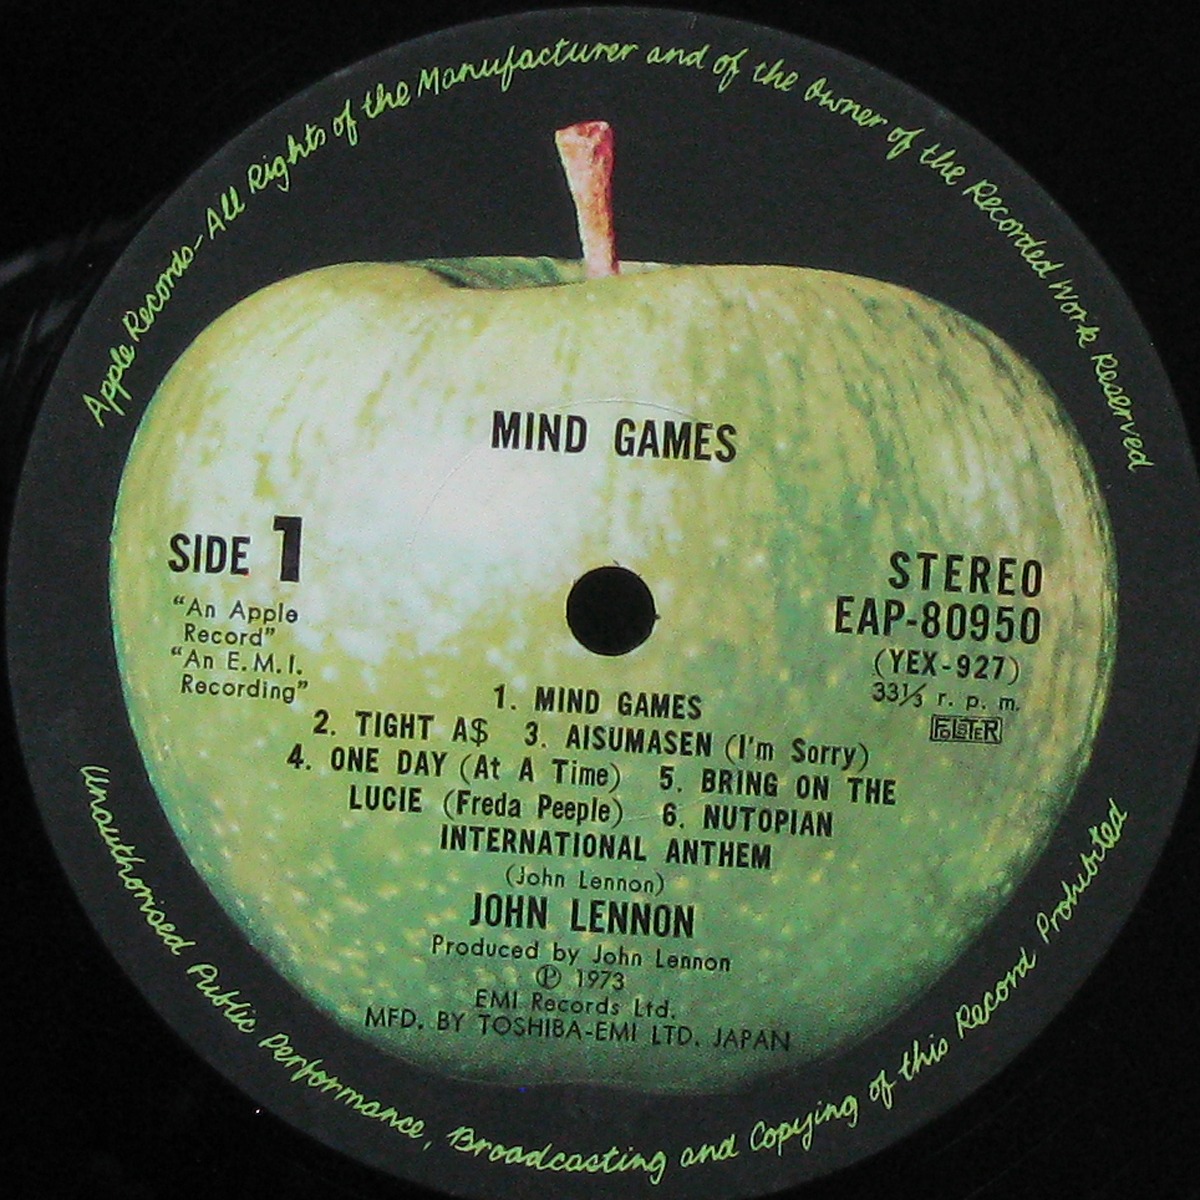 Apple Records – All Rights of the Manufacturer and of the Owner of the Recorded Work Reserved
MIND GAMES
SIDE 1
"An Apple
Record"
"An E.M.I.
Recording"
STEREO
EAP-80950
(YEX-927)
33⅓ r. p. m.
1. MIND GAMES
2. TIGHT A$ 3. AISUMASEN (I'm Sorry)
4. ONE DAY (At A Time) 5. BRING ON THE
LUCIE (Freda Peeple) 6. NUTOPIAN
INTERNATIONAL ANTHEM
(John Lennon)
JOHN LENNON
Produced by John Lennon
℗ 1973
EMI Records Ltd.
MFD. BY TOSHIBA-EMI LTD. JAPAN
Unauthorised Public Performance, Broadcasting and Copying of this Record Prohibited